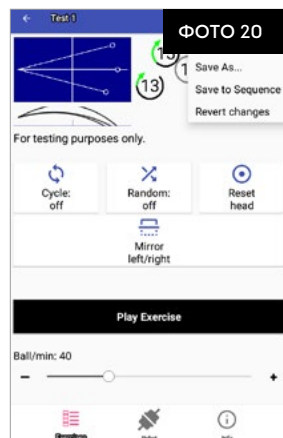 Test 1
ФОТО 20
15
1
13
Save As...
Save to Sequence
Revert changes
For testing purposes only.
Cycle:
off
Random:
off
Reset
head
Mirror
left/right
Play Exercise
Ball/min: 40
- +